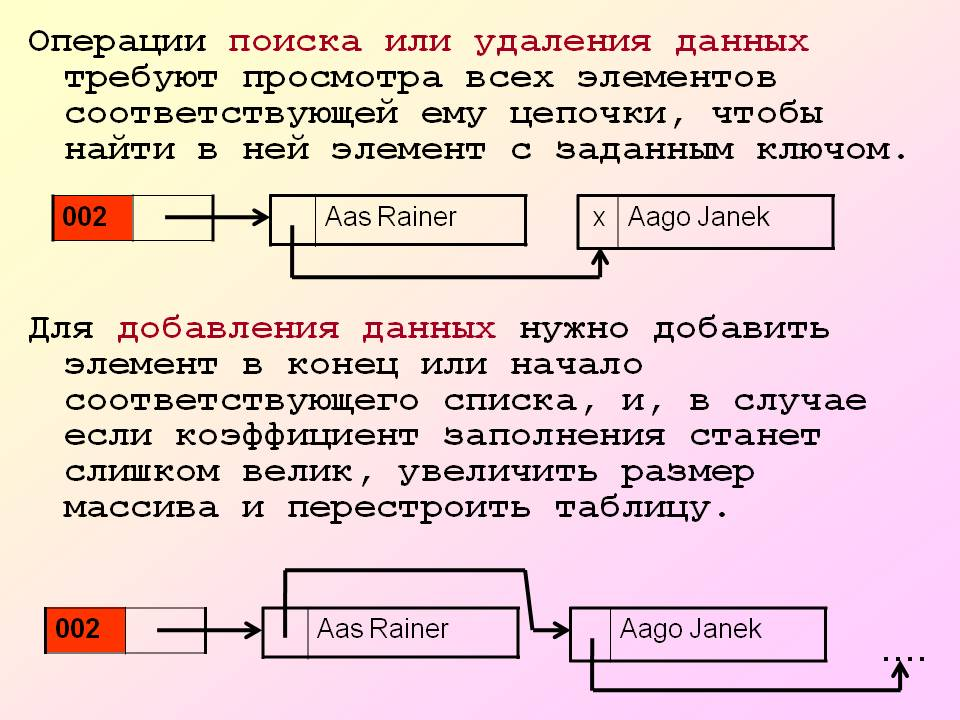 Операции поиска или удаления данных
требуют просмотра всех элементов
соответствующей ему цепочки, чтобы
найти в ней элемент с заданным ключом.
002 Aas Rainer x Aago Janek
Для добавления данных нужно добавить
элемент в конец или начало
соответствующего списка, и, в случае
если коэффициент заполнения станет
слишком велик, увеличить размер
массива и перестроить таблицу.
002 Aas Rainer Aago Janek
....